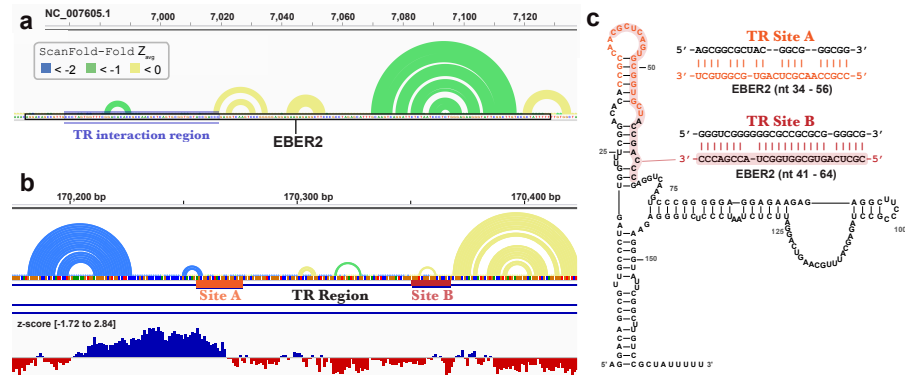 a
NC_007605.1
7,000
7,020
7,040
7,060
7,080
7,100
7,120
ScanFold-Fold Zavg
< -2
< -1
< 0
TR interaction region
EBER2
b
170,200 bp
170,300 bp
170,400 bp
Site A
TR Region
Site B
z-score [-1.72 to 2.84]
c
TR Site A
5' -AGCGGCGCUAC--GGCG--GGCGG-3'
3' -UCGUGGCG-UGACUCGCAACCGCC-5'
EBER2 (nt 34 - 56)
TR Site B
5' -GGGUCGGGGGGCGCCGCGCG-GGGCG-3'
3' - CCCAGCCA-UCGGUGGCGUGACUCGC -5'
EBER2 (nt 41 - 64)
25
50
75
100
125
150
5' AG
CGCUAUUUUU 3'